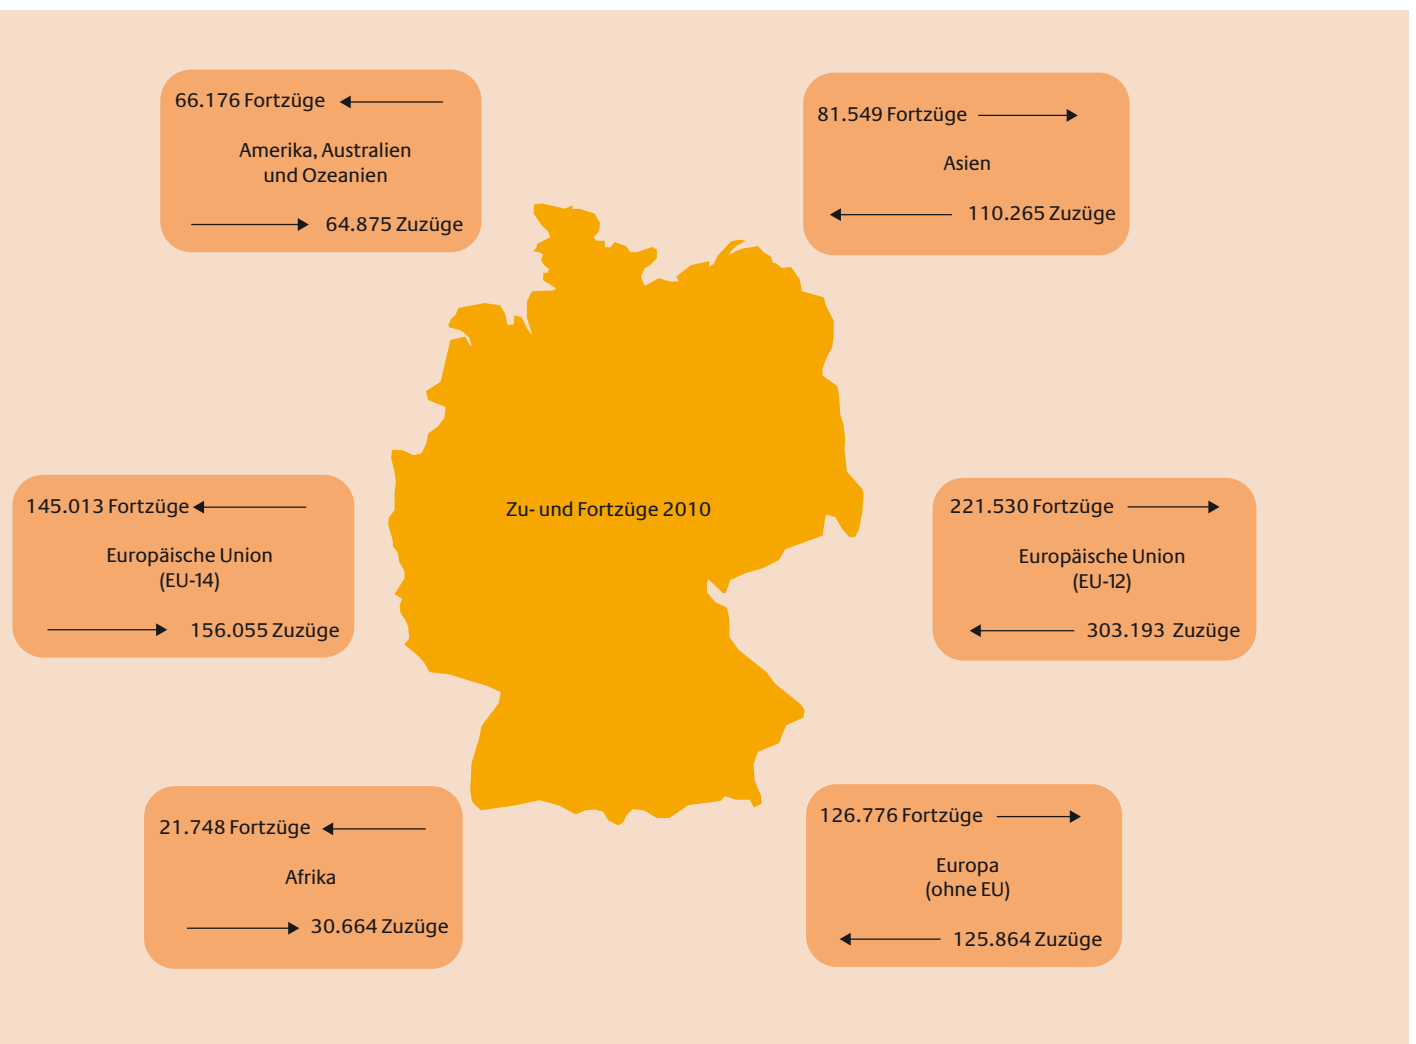 66.176 Fortzüge
Amerika, Australien
und Ozeanien
64.875 Zuzüge
81.549 Fortzüge
Asien
110.265 Zuzüge
145.013 Fortzüge
Europäische Union
(EU-14)
156.055 Zuzüge
Zu- und Fortzüge 2010
221.530 Fortzüge
Europäische Union
(EU-12)
303.193 Zuzüge
21.748 Fortzüge
Afrika
30.664 Zuzüge
126.776 Fortzüge
Europa
(ohne EU)
125.864 Zuzüge